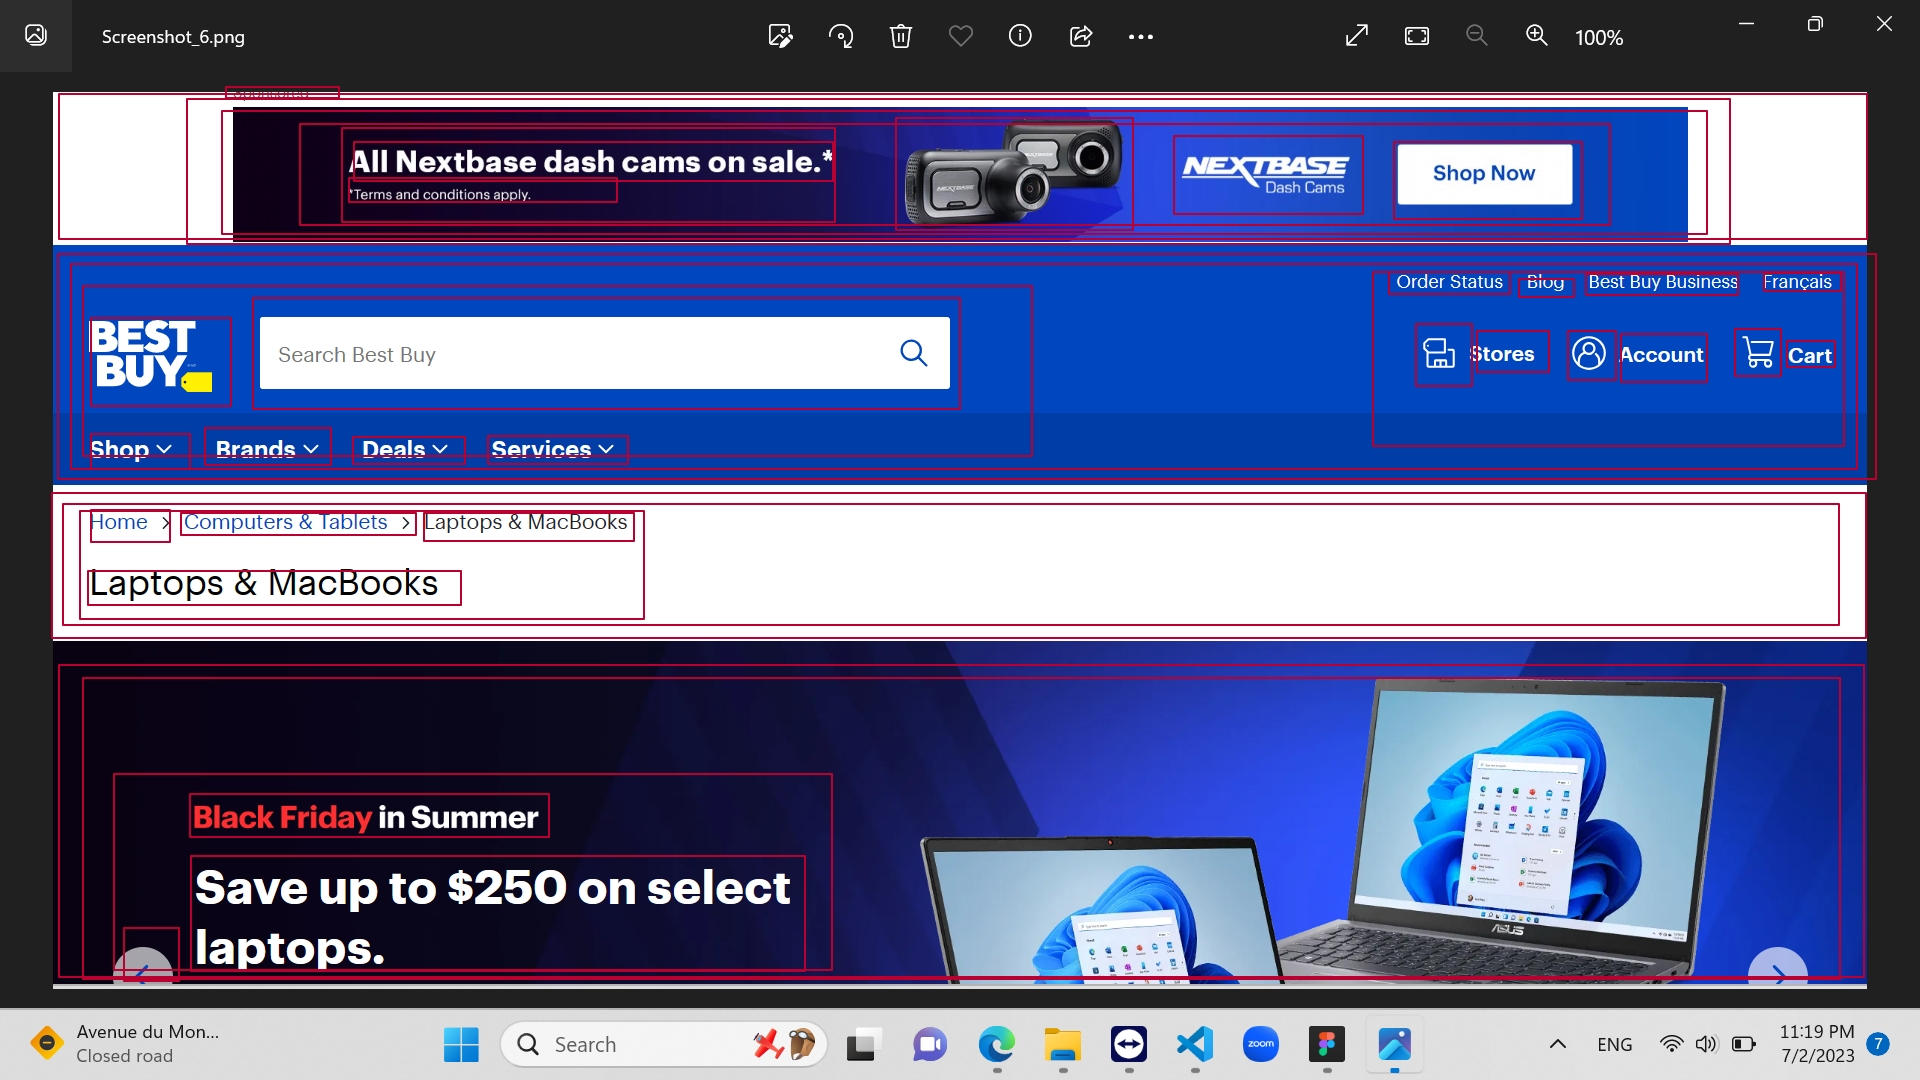 Screenshot_6.png
100%
Sponsored
All Nextbase dash cams on sale.*
*Terms and conditions apply.
NEXTBASE
NEXTBASE
NEXTBASE
Dash Cams
Shop Now
Order Status
Blog
Best Buy Business
Français
BEST
BUY
Search Best Buy
Stores
Account
Cart
Shop
Brands
Deals
Services
Home > Computers & Tablets > Laptops & MacBooks
Laptops & MacBooks
Black Friday in Summer
Save up to $250 on select
laptops.
ASUS
Avenue du Mon...
Closed road
Search
zoom
ENG
11:19 PM
7/2/2023
7